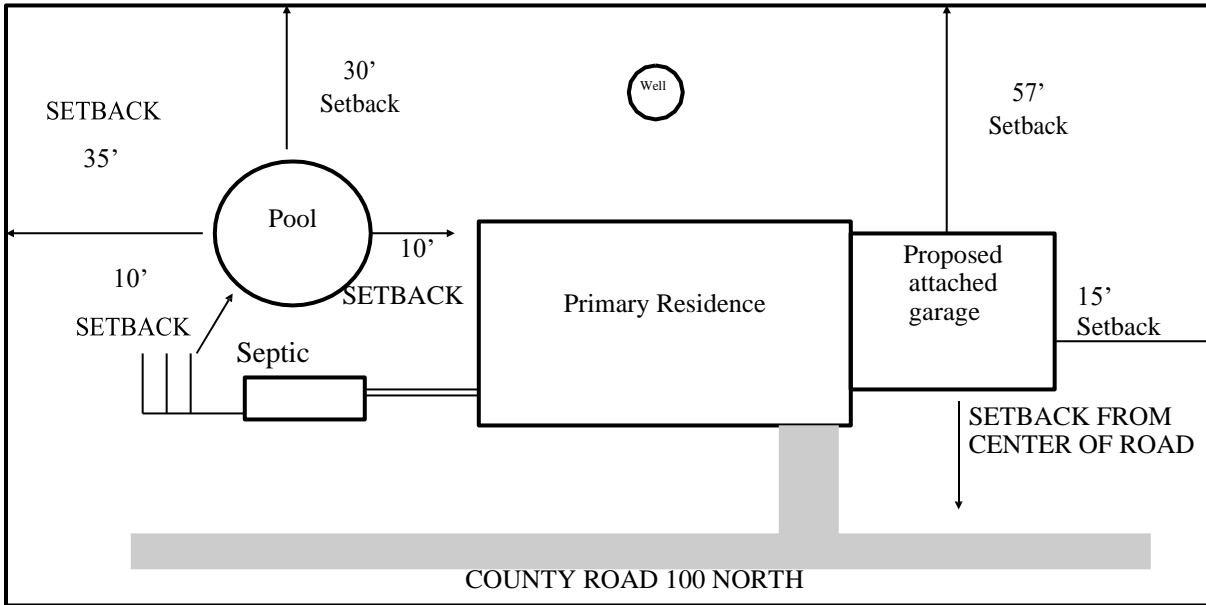 30’
Setback
Well
57’
Setback
SETBACK
35’
Pool
10’
SETBACK
10’
SETBACK
Septic
Primary Residence
Proposed
attached
garage
15’
Setback
SETBACK FROM
CENTER OF ROAD
COUNTY ROAD 100 NORTH